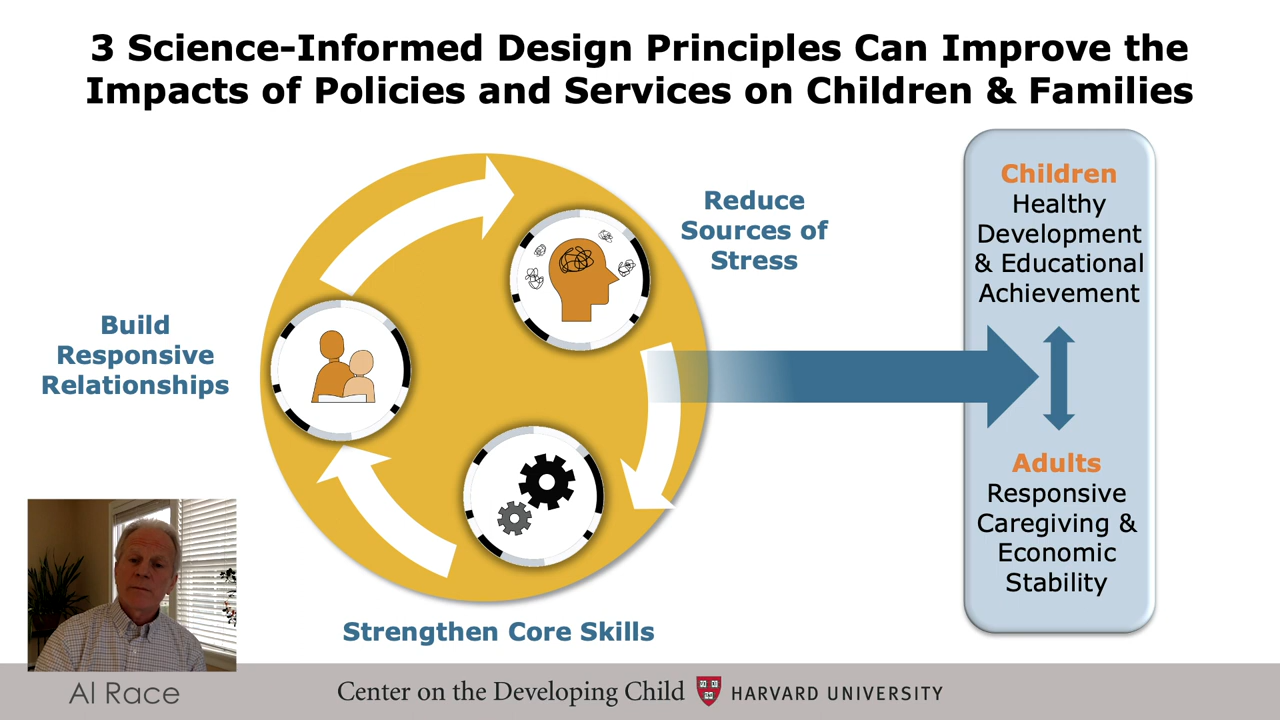 3 Science-Informed Design Principles Can Improve the
Impacts of Policies and Services on Children & Families
Build
Responsive
Relationships
Reduce
Sources of
Stress
Strengthen Core Skills
Children
Healthy
Development
& Educational
Achievement
Adults
Responsive
Caregiving &
Economic
Stability
Al Race
Center on the Developing Child
HARVARD UNIVERSITY